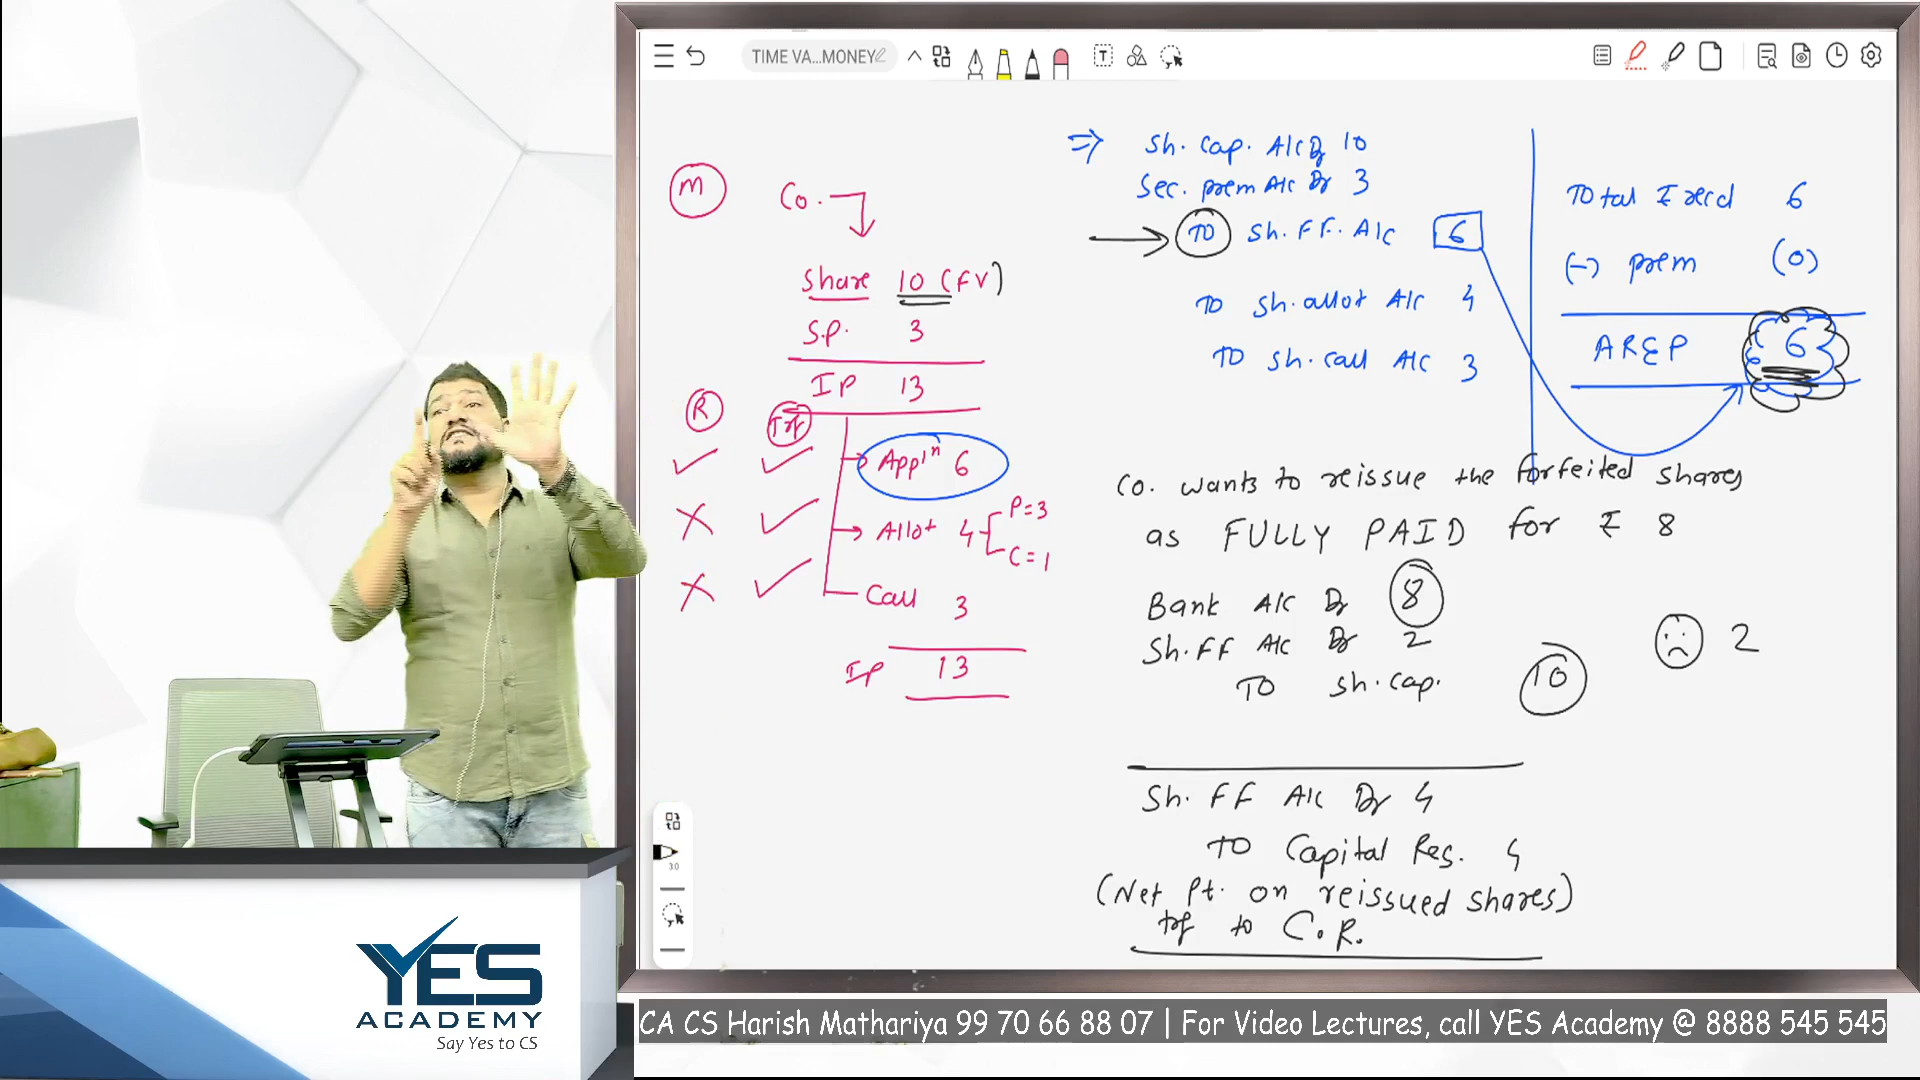 TIME VA...MONEY
M
Co.
Share 10 (FV)
S.P. 3
IP 13
R Trf
Appln 6
Allot 4 P=3
C=1
Call 3
IP 13
⇒ Sh. Cap. A/c Dr 10
Sec. prem A/c Dr 3
TO Sh. FF. A/c 6
TO Sh. allot A/c 4
TO Sh. call A/c 3
Total ₹ recd 6
(-) prem (0)
AREP 6
Co. wants to reissue the forfeited shares
as FULLY PAID for ₹ 8
Bank A/c Dr 8
Sh.FF A/c Dr 2
TO Sh.cap. 10
2
Sh. FF A/c Dr 4
TO Capital Res. 4
(Net Pt. on reissued shares)
trf to C.R.
3.0
YES
ACADEMY
Say Yes to CS
CA CS Harish Mathariya 99 70 66 88 07 | For Video Lectures, call YES Academy @ 8888 545 545